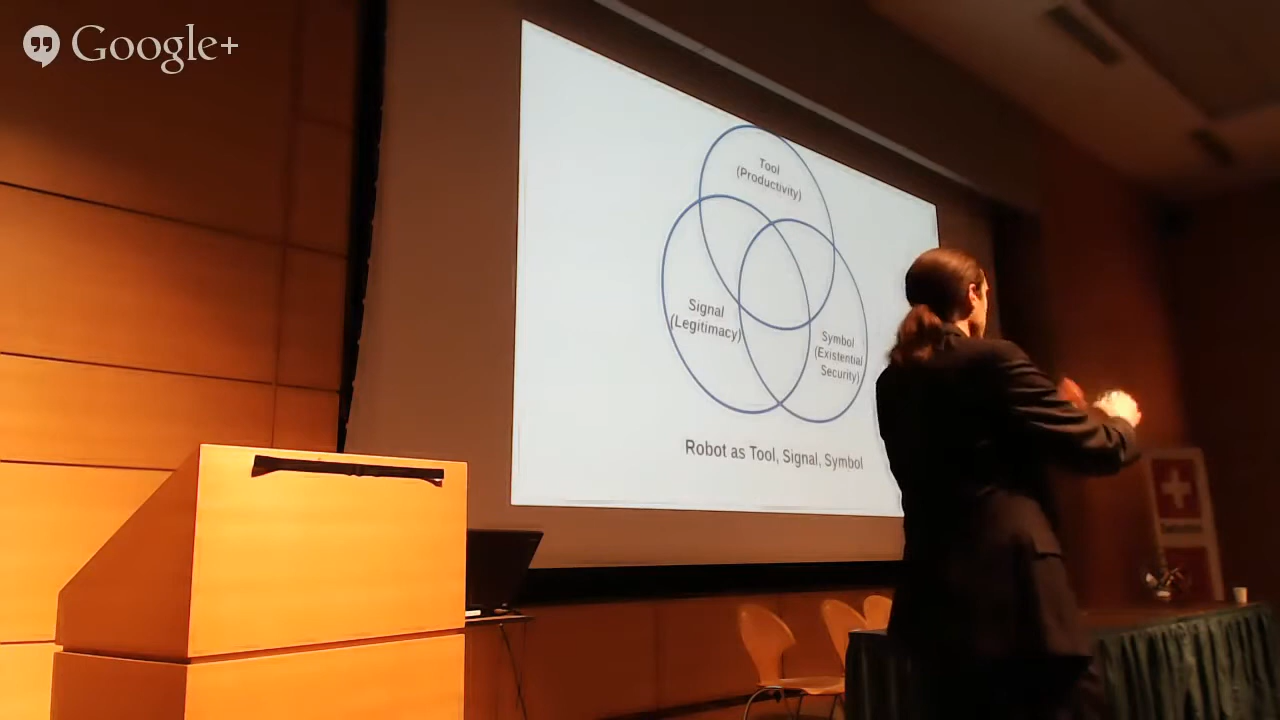 Google+
Tool
(Productivity)
Signal
(Legitimacy)
Symbol
(Existential
Security)
Robot as Tool, Signal, Symbol